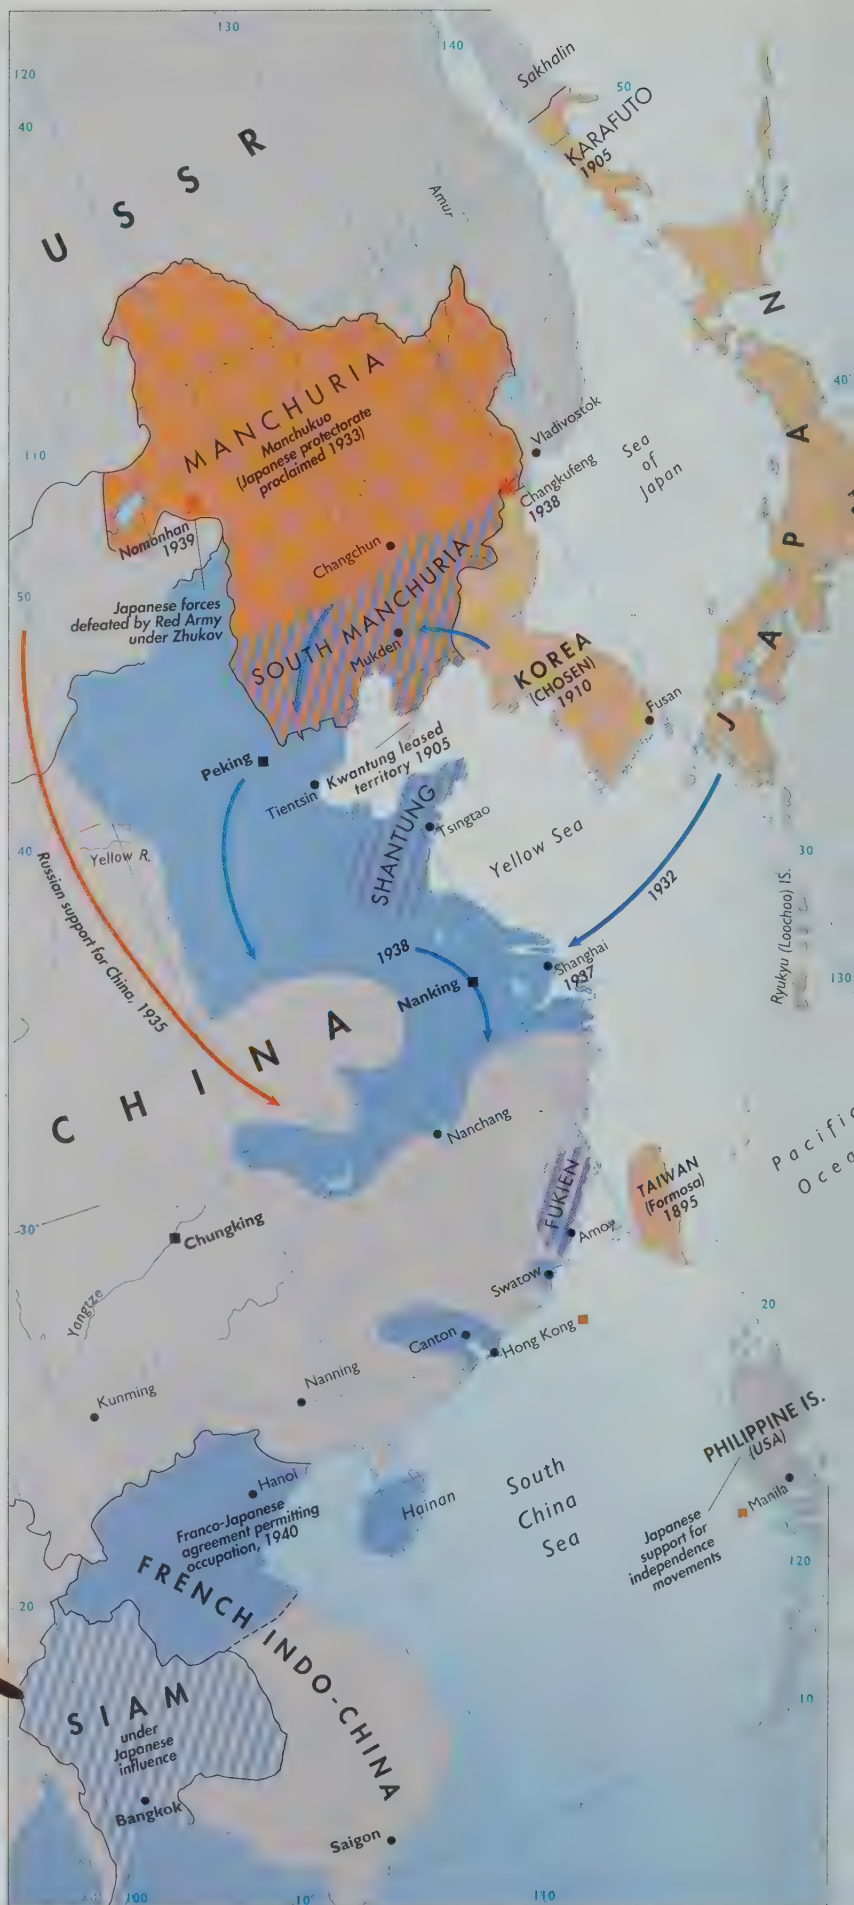 130
140
120
40
Sakhalin
50
KARAFUTO
1905
USSR
Amur
MANCHURIA
Manchukuo
(Japanese protectorate
proclaimed 1933)
40°
110
Vladivostok
Sea
of
Japan
Changkufeng
1938
Nomonhan
1939
Changchun
50
Japanese forces
defeated by Red Army
under Zhukov
SOUTH MANCHURIA
Mukden
KOREA
(CHOSEN)
1910
Fusan
JAPAN
Peking
Tientsin
Kwantung leased
territory 1905
SHANTUNG
Tsingtao
Yellow Sea
40
Yellow R.
30
1932
Ryukyu (Loochoo) IS.
Russian support for China, 1935
1938
Shanghai
1937
Nanking
130
CHINA
Nanchang
Pacific
TAIWAN
(Formosa)
1895
FUKIEN
Amoy
30°
Chungking
Yangtze
Swatow
20
Canton
Hong Kong
Kunming
Nanning
PHILIPPINE IS.
(USA)
Hanoi
Hainan
South
China
Sea
Manila
Franco-Japanese
agreement permitting
occupation, 1940
Japanese
support for
independence
movements
120
FRENCH INDO-CHINA
20
SIAM
under
Japanese
influence
10
Bangkok
Saigon
100
10°
110